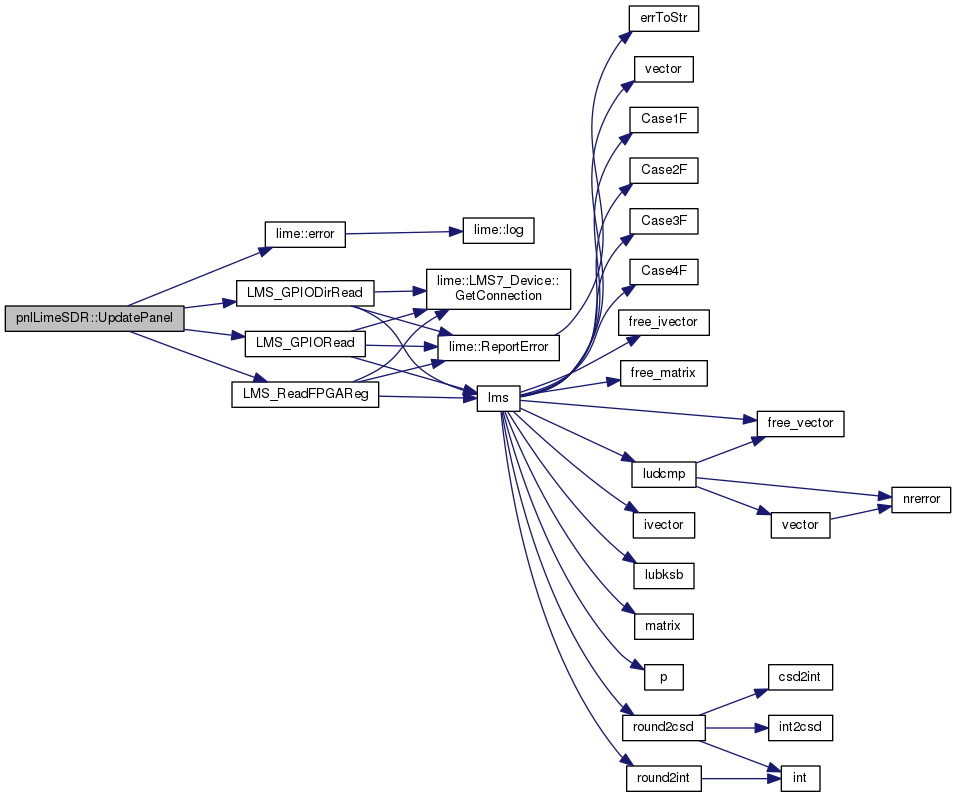 errToStr
vector
Case1F
Case2F
Case3F
lime::error
lime::log
Case4F
lime::LMS7_Device::
GetConnection
LMS_GPIODirRead
pnlLimeSDR::UpdatePanel
free_ivector
LMS_GPIORead
lime::ReportError
free_matrix
LMS_ReadFPGAReg
lms
free_vector
ludcmp
nrerror
ivector
vector
lubksb
matrix
p
csd2int
round2csd
int2csd
round2int
int